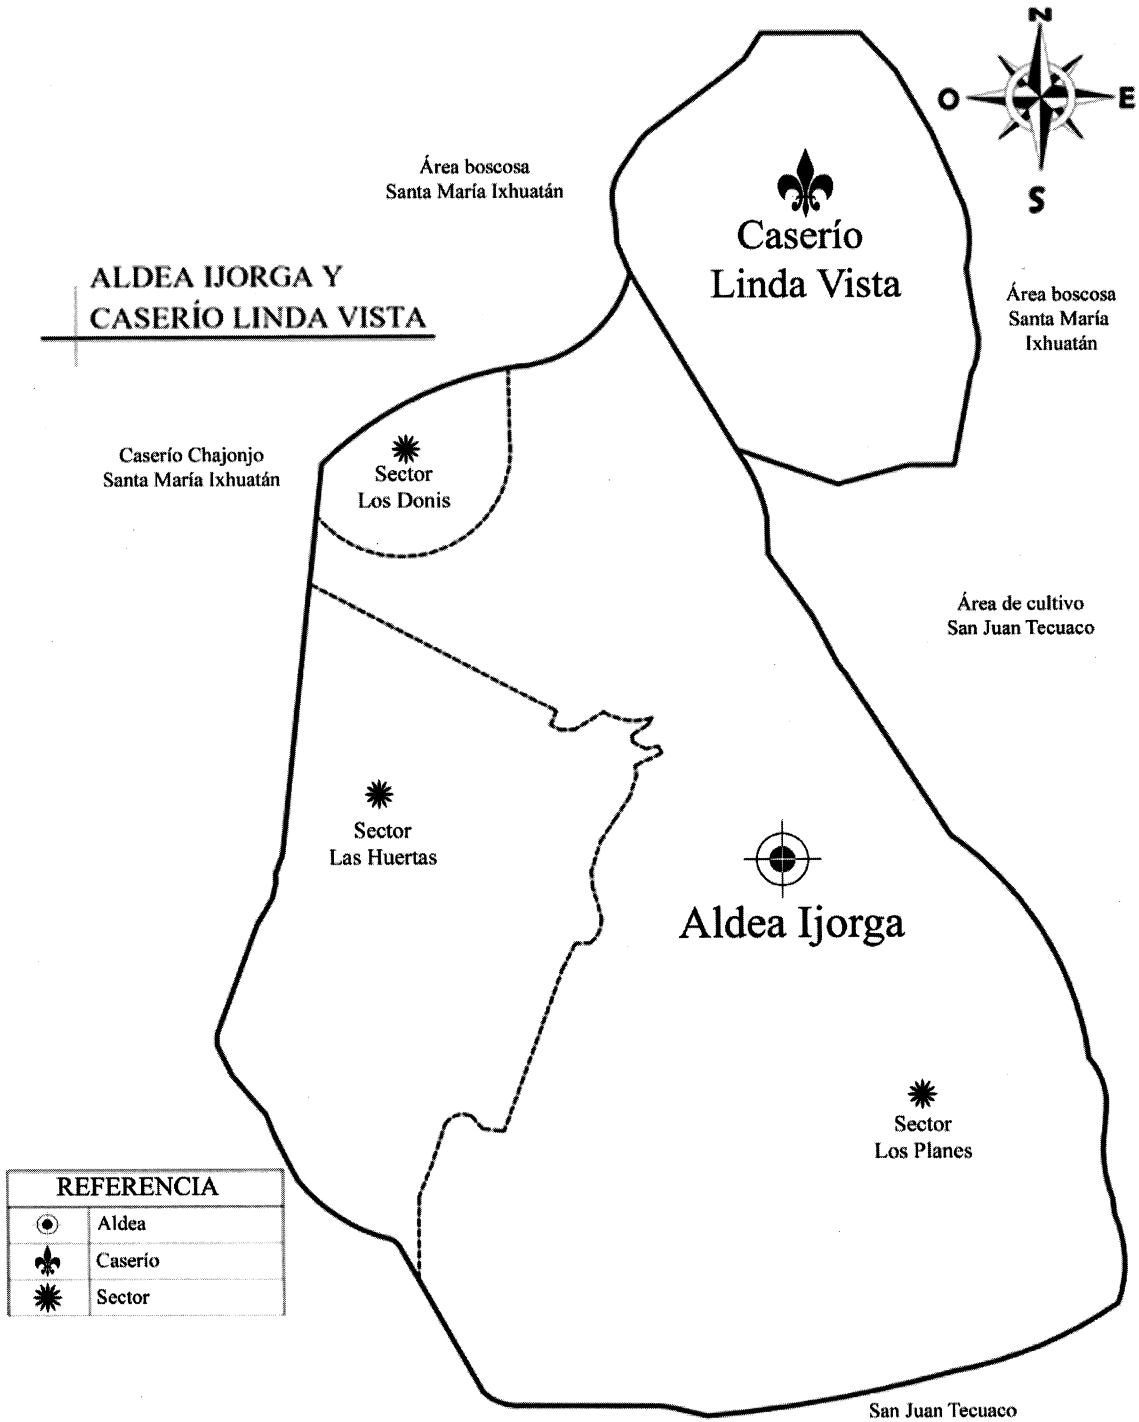 N
O
E
S
Área boscosa
Santa María Ixhuatán
Caserío
Linda Vista
ALDEA IJORGA Y
CASERÍO LINDA VISTA
Área boscosa
Santa María
Ixhuatán
Caserío Chajonjo
Santa María Ixhuatán
Sector
Los Donis
Área de cultivo
San Juan Tecuaco
Sector
Las Huertas
Aldea Ijorga
Sector
Los Planes
REFERENCIA
Aldea
Caserío
Sector
San Juan Tecuaco